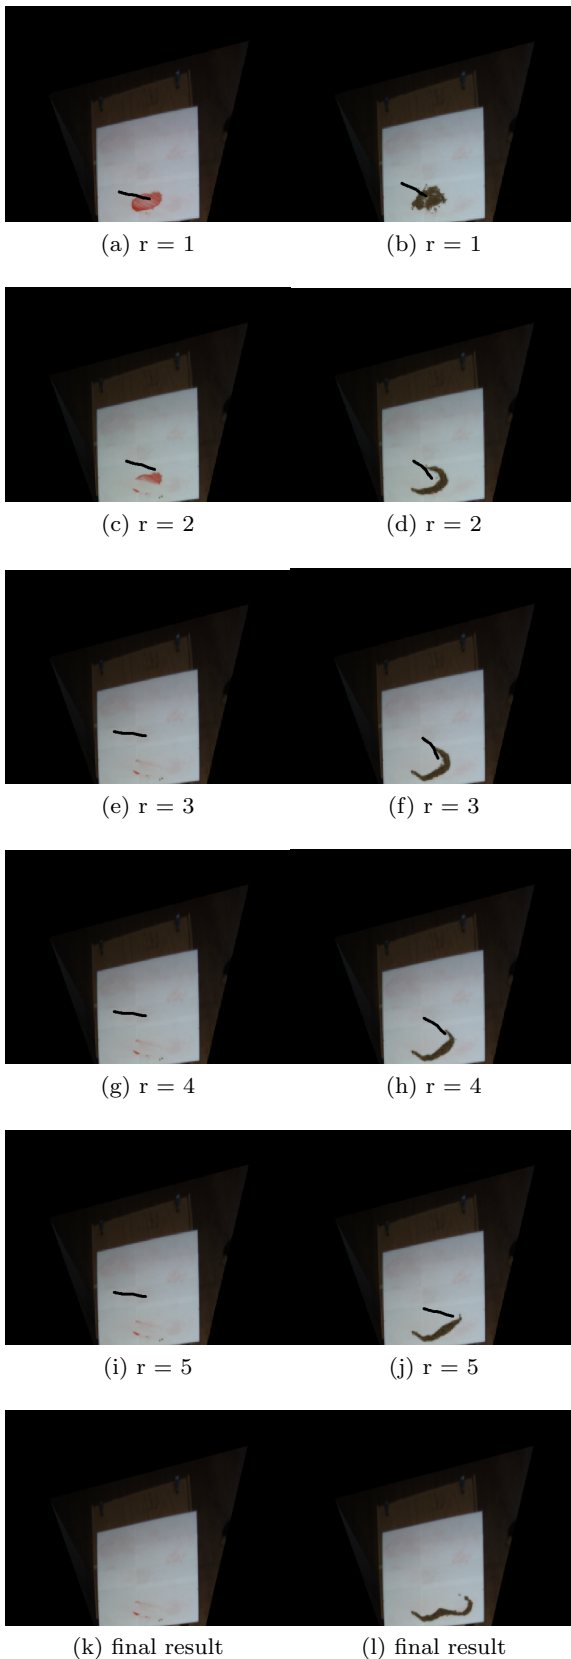 (a) r = 1
(b) r = 1
(c) r = 2
(d) r = 2
(e) r = 3
(f) r = 3
(g) r = 4
(h) r = 4
(i) r = 5
(j) r = 5
(k) final result
(l) final result